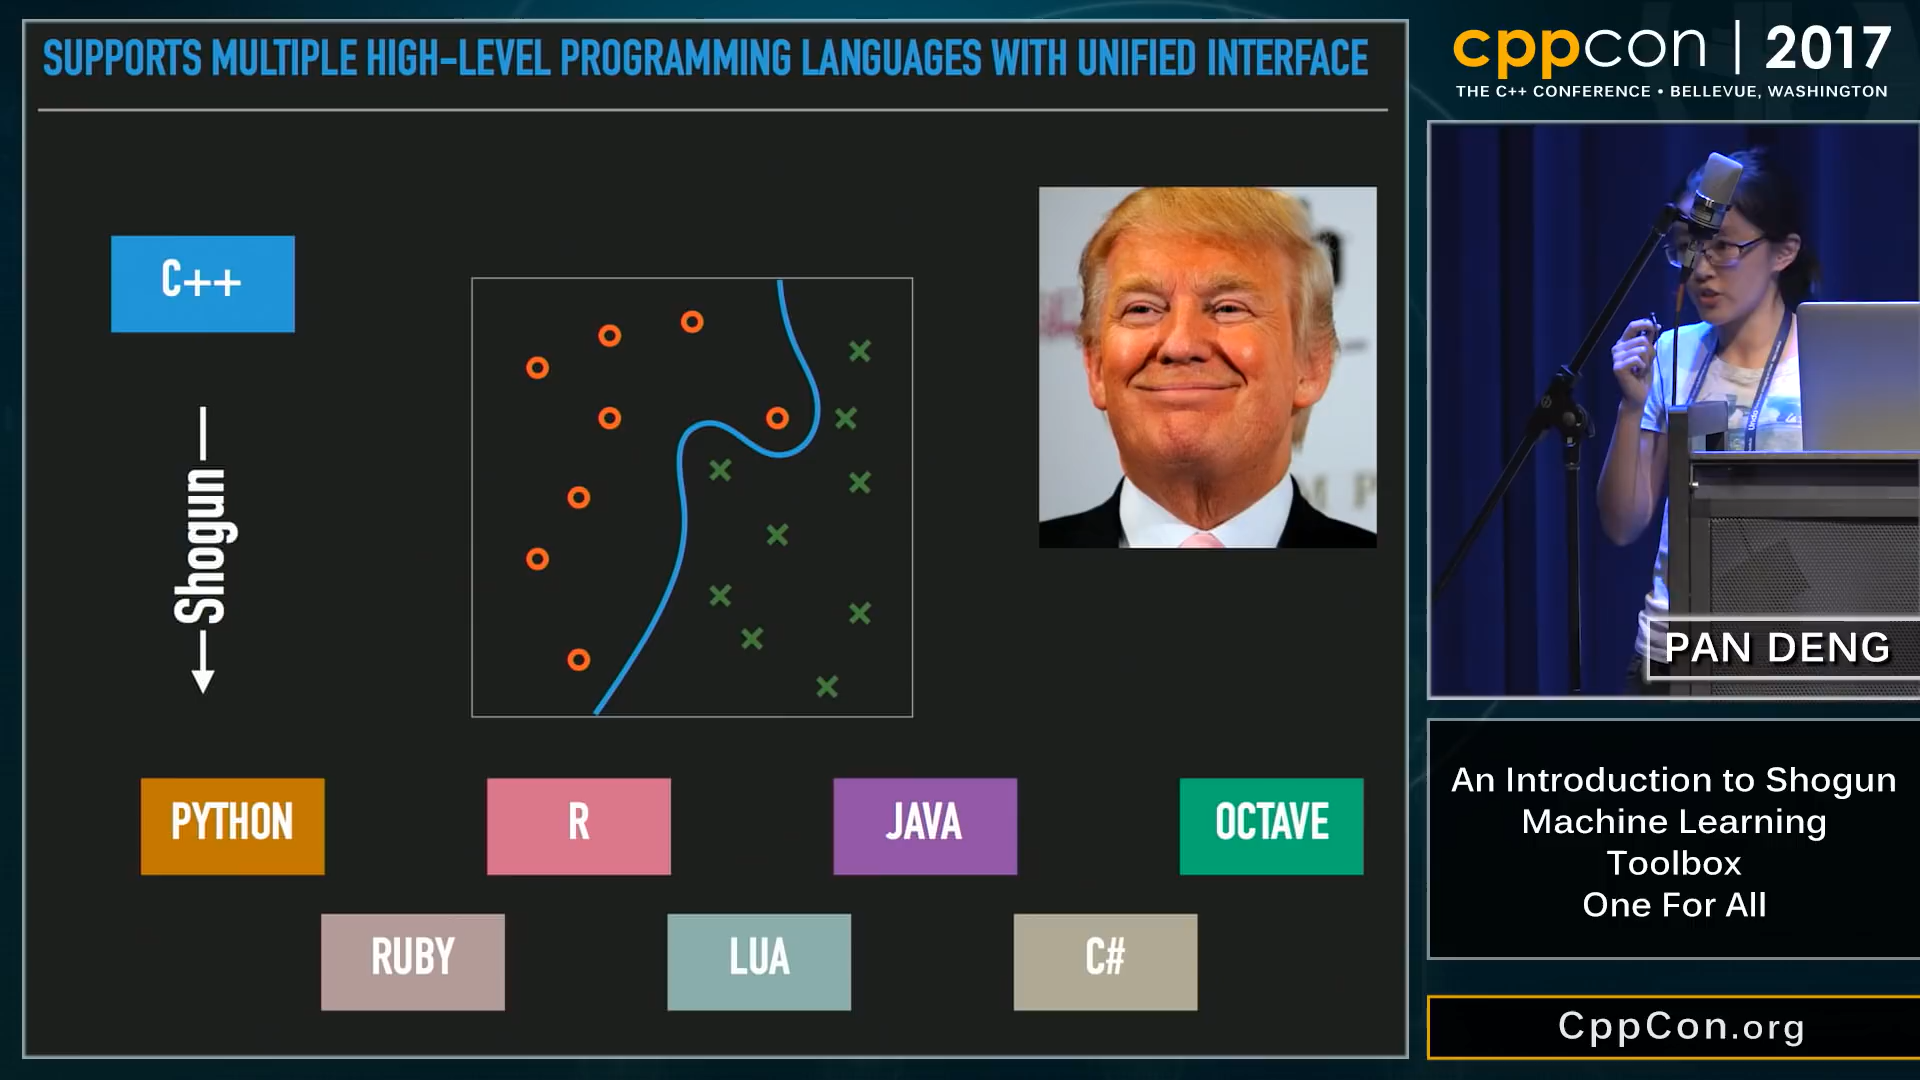 SUPPORTS MULTIPLE HIGH-LEVEL PROGRAMMING LANGUAGES WITH UNIFIED INTERFACE
C++
Shogun
PYTHON
R
JAVA
OCTAVE
RUBY
LUA
C#
cppcon | 2017
THE C++ CONFERENCE • BELLEVUE, WASHINGTON
PAN DENG
An Introduction to Shogun
Machine Learning
Toolbox
One For All
CppCon.org